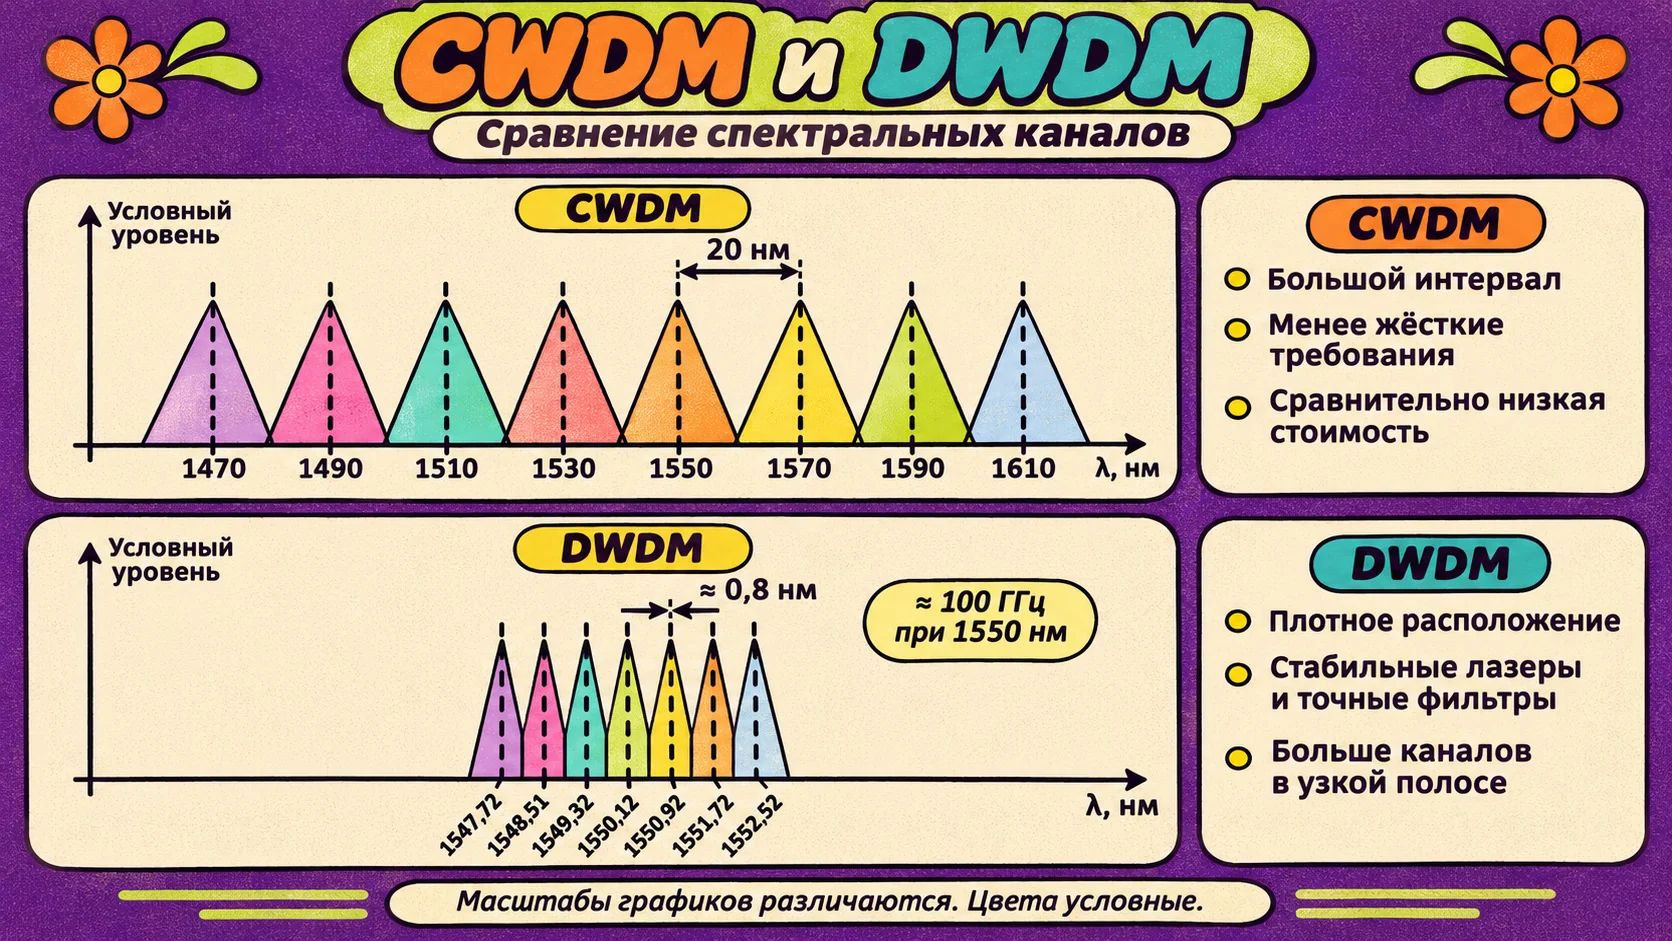 CWDM и DWDM
Сравнение спектральных каналов
CWDM
Условный
уровень
20 нм
1470 1490 1510 1530 1550 1570 1590 1610 λ, нм
CWDM
Большой интервал
Менее жёсткие
требования
Сравнительно низкая
стоимость
DWDM
Условный
уровень
≈ 0,8 нм
≈ 100 ГГц
при 1550 нм
1547,72 1548,51 1549,32 1550,12 1550,92 1551,72 1552,52 λ, нм
DWDM
Плотное расположение
Стабильные лазеры
и точные фильтры
Больше каналов
в узкой полосе
Масштабы графиков различаются. Цвета условные.